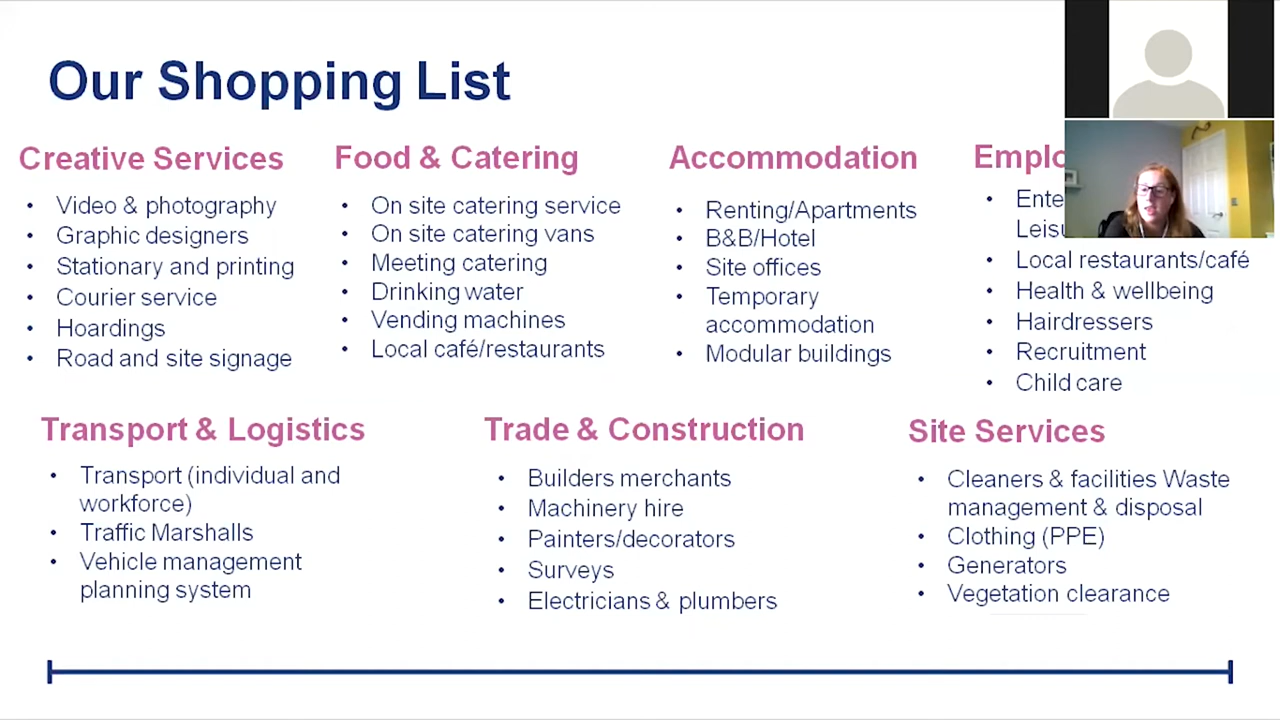 Our Shopping List
Creative Services
• Video & photography
• Graphic designers
• Stationary and printing
• Courier service
• Hoardings
• Road and site signage
Food & Catering
• On site catering service
• On site catering vans
• Meeting catering
• Drinking water
• Vending machines
• Local café/restaurants
Accommodation
• Renting/Apartments
• B&B/Hotel
• Site offices
• Temporary
accommodation
• Modular buildings
• Local restaurants/café
• Health & wellbeing
• Hairdressers
• Recruitment
• Child care
Transport & Logistics
• Transport (individual and
workforce)
• Traffic Marshalls
• Vehicle management
planning system
Trade & Construction
• Builders merchants
• Machinery hire
• Painters/decorators
• Surveys
• Electricians & plumbers
Site Services
• Cleaners & facilities Waste
management & disposal
• Clothing (PPE)
• Generators
• Vegetation clearance